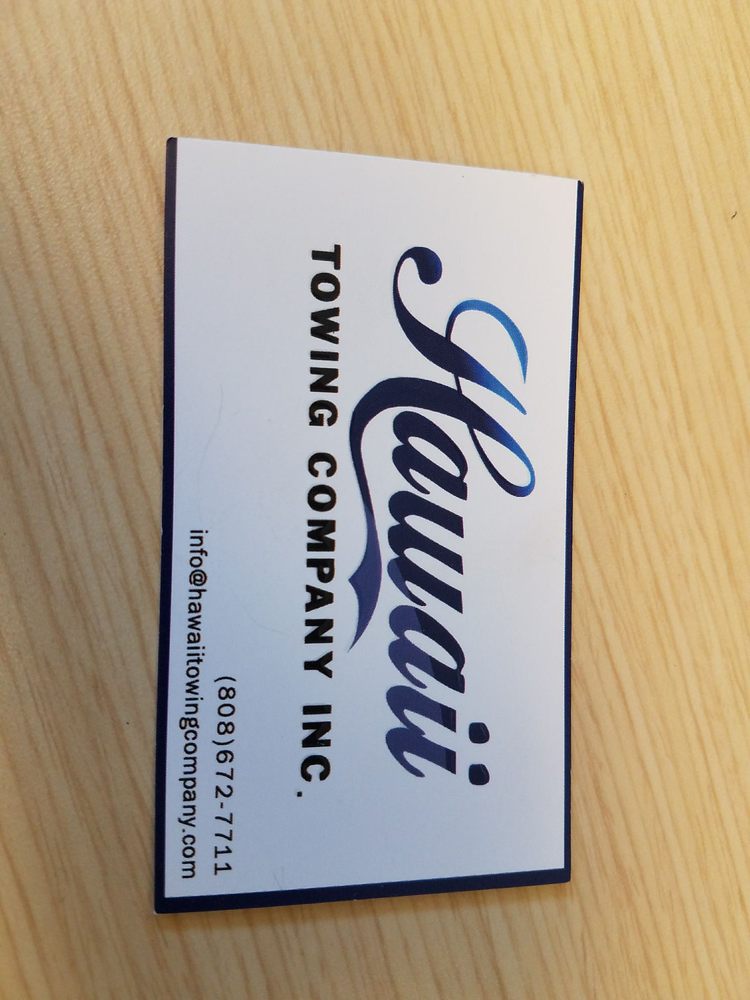 Hawaii
TOWING COMPANY INC.
(808)672-7711
info@hawaiitowingcompany.com